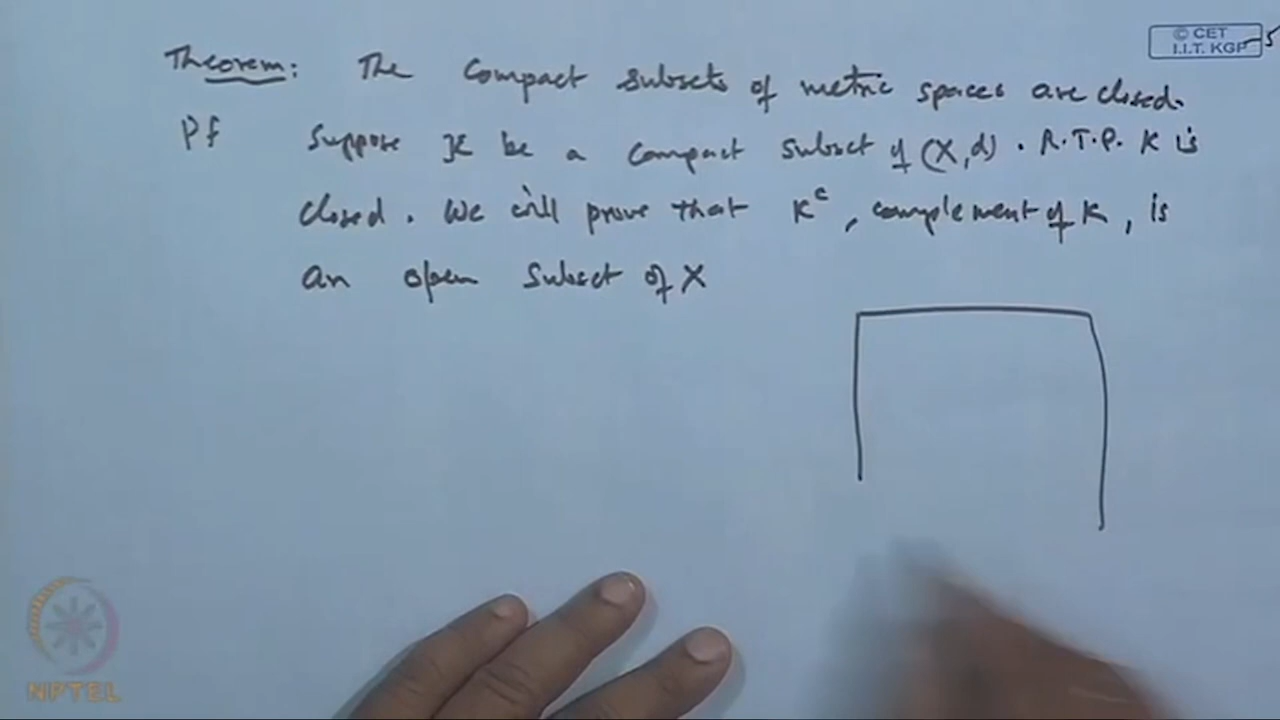 © CET
I.I.T. KGP
Theorem: The compact subsets of metric spaces are closed.
Pf Suppose K be a compact subset of (X,d). R.T.P. K is
closed. We will prove that K^c, complement of K, is
an open subset of X
NPTEL